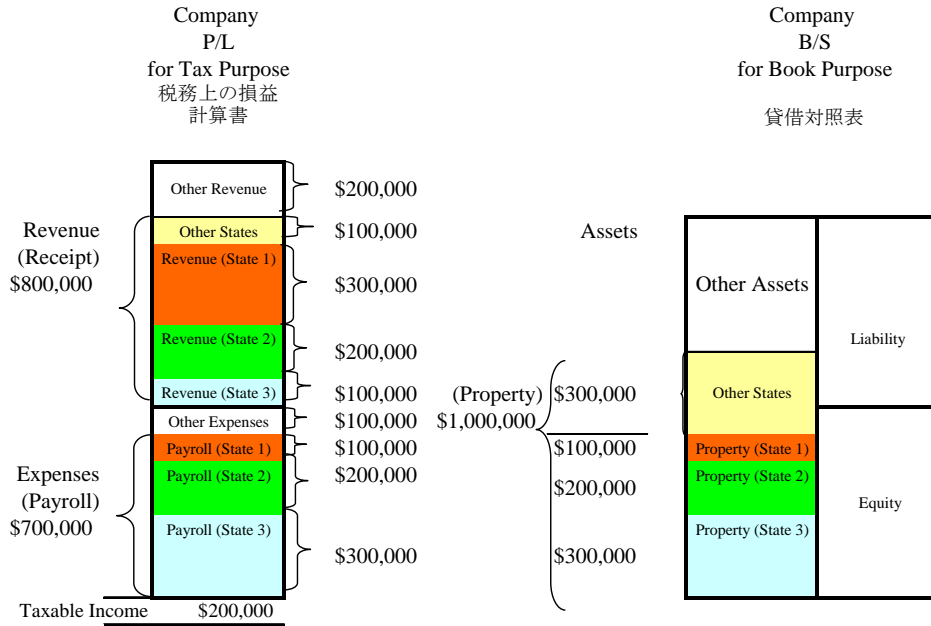 Company
P/L
for Tax Purpose
税務上の損益
計算書
Company
B/S
for Book Purpose
貸借対照表
Other Revenue
$200,000
Revenue
(Receipt)
$800,000
Other States
$100,000
Revenue (State 1)
$300,000
Revenue (State 2)
$200,000
Revenue (State 3)
$100,000
Other Expenses
$100,000
Expenses
(Payroll)
$700,000
Payroll (State 1)
$100,000
Payroll (State 2)
$200,000
Payroll (State 3)
$300,000
Taxable Income $200,000
Assets
Other Assets
Liability
(Property)
$1,000,000
$300,000
Other States
$100,000
Property (State 1)
$200,000
Property (State 2)
$300,000
Property (State 3)
Equity